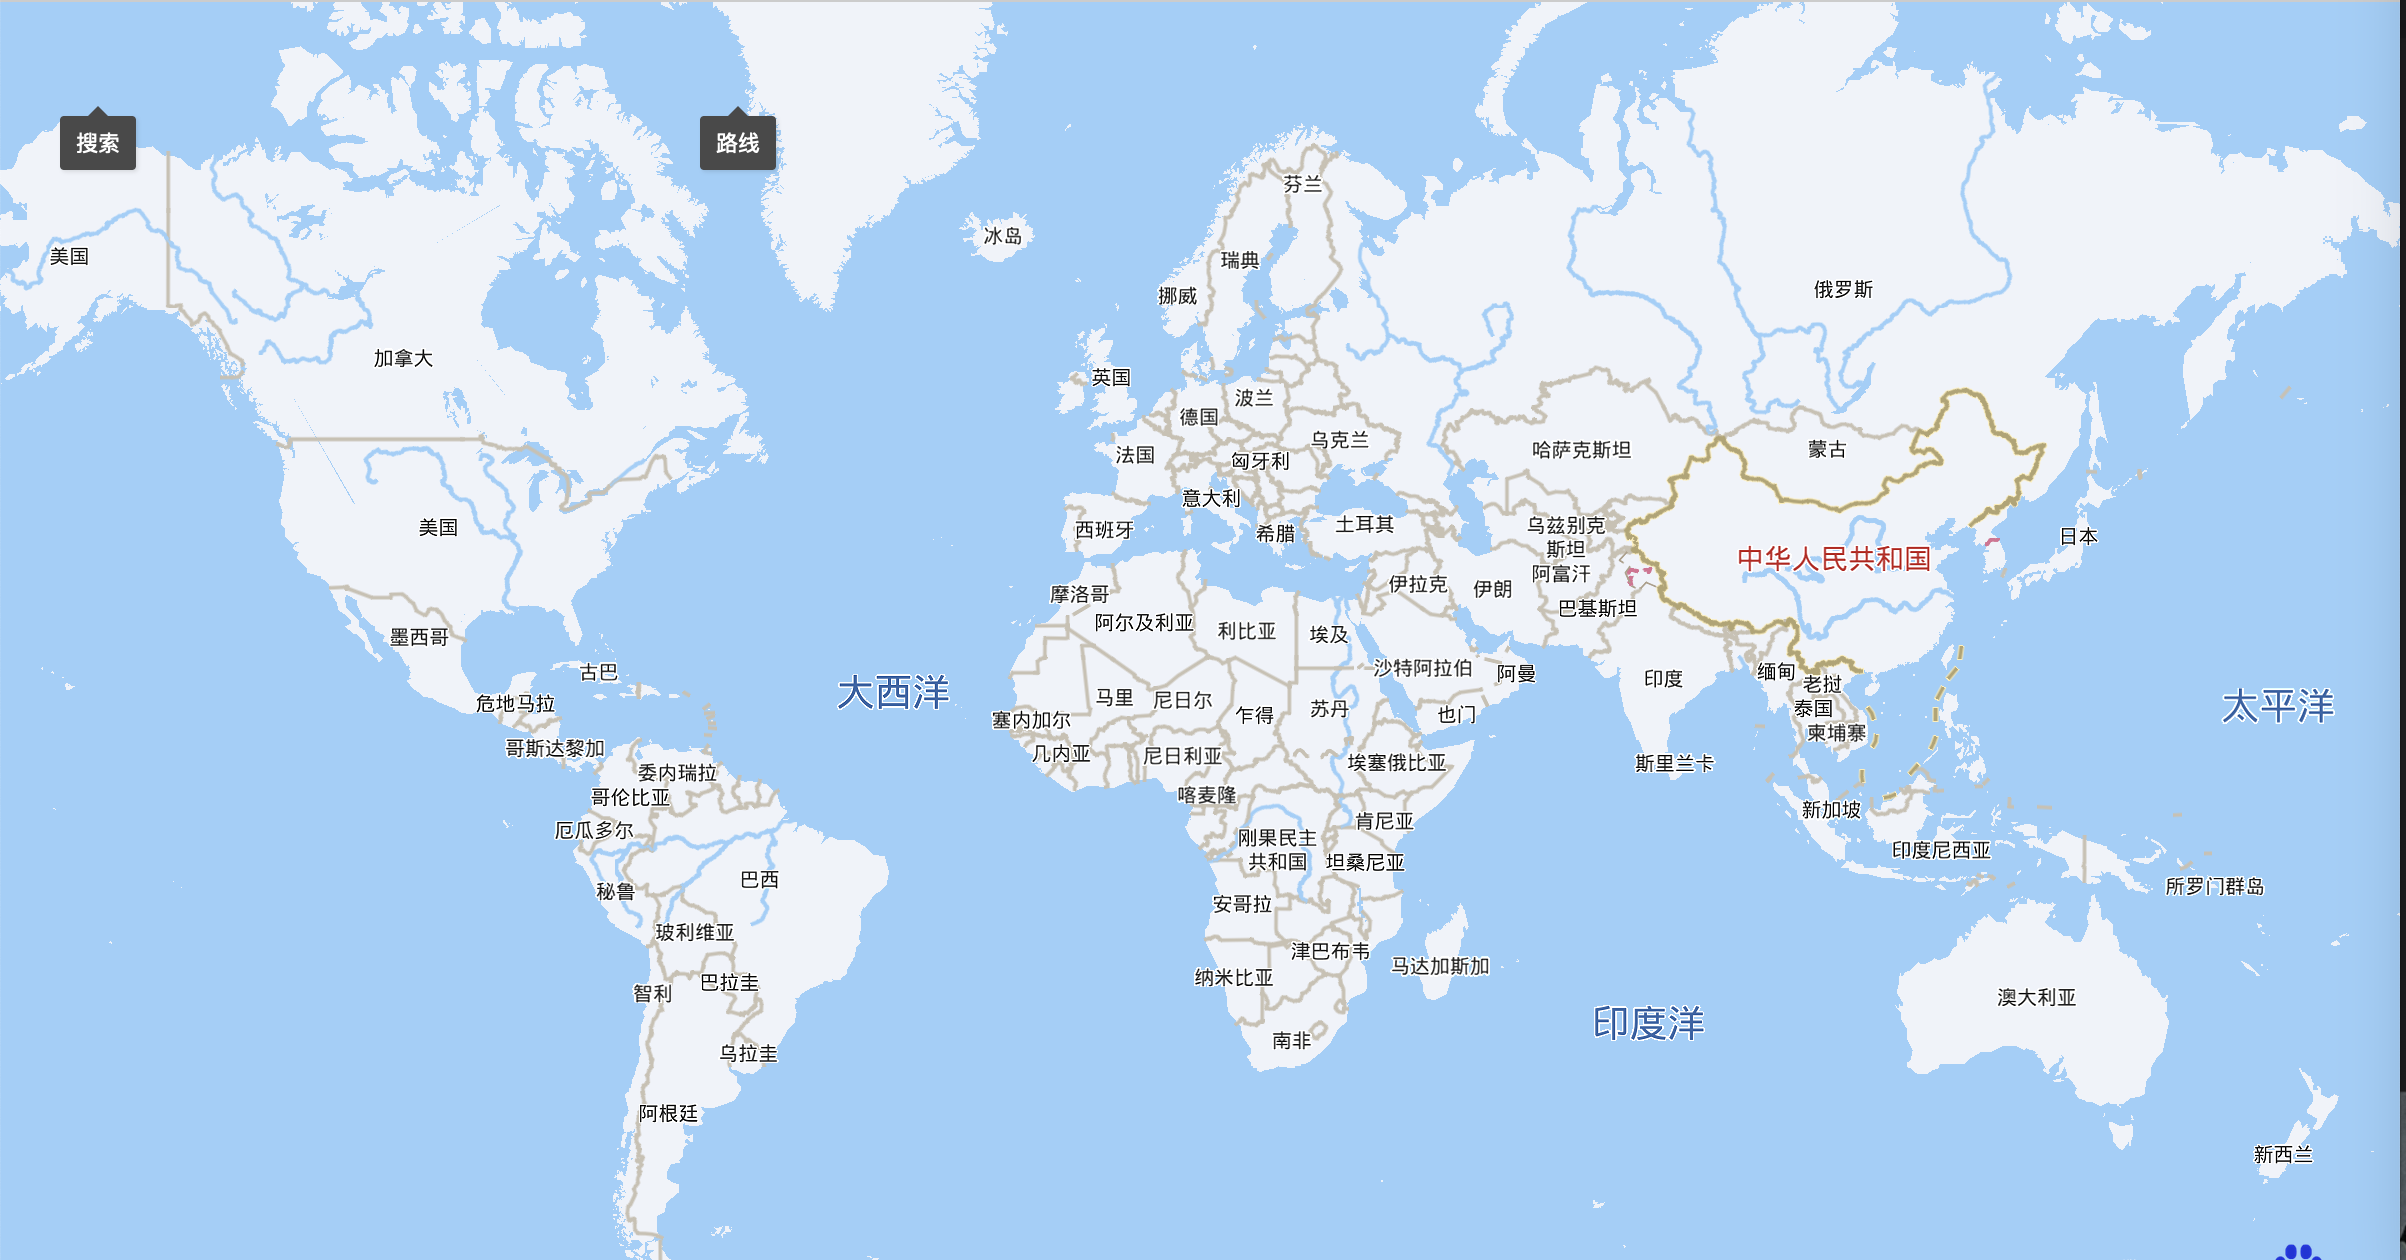 搜索
路线
芬兰
冰岛
美国
瑞典
俄罗斯
挪威
加拿大
英国
波兰
德国
乌克兰
哈萨克斯坦
蒙古
法国
匈牙利
意大利
美国
土耳其
乌兹别克
斯坦
西班牙
希腊
日本
中华人民共和国
阿富汗
伊拉克
伊朗
摩洛哥
巴基斯坦
阿尔及利亚
利比亚
埃及
墨西哥
沙特阿拉伯
阿曼
古巴
印度
缅甸
老挝
大西洋
马里
尼日尔
危地马拉
苏丹
泰国
太平洋
乍得
也门
塞内加尔
柬埔寨
哥斯达黎加
几内亚
尼日利亚
埃塞俄比亚
斯里兰卡
委内瑞拉
哥伦比亚
喀麦隆
新加坡
肯尼亚
厄瓜多尔
刚果民主
共和国
印度尼西亚
坦桑尼亚
巴西
所罗门群岛
秘鲁
安哥拉
玻利维亚
津巴布韦
马达加斯加
纳米比亚
巴拉圭
智利
澳大利亚
印度洋
南非
乌拉圭
阿根廷
新西兰